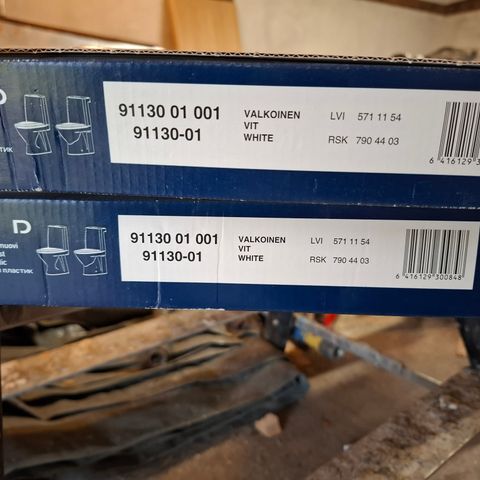 D
91130 01 001
91130-01
VALKOINEN
VIT
WHITE
LVI 571 11 54
RSK 790 44 03
D
91130 01 001
91130-01
VALKOINEN
VIT
WHITE
LVI 571 11 54
RSK 790 44 03
6 416129 300848
пластик